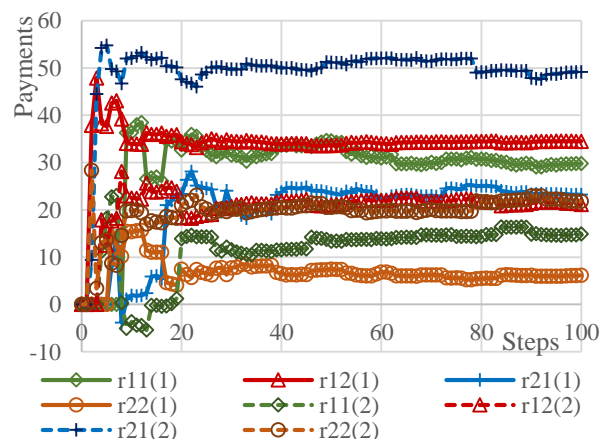 Payments
60
50
40
30
20
10
0
-10
0 20 40 60 80 100
Steps
r11(1) r12(1) r21(1)
r22(1) r11(2) r12(2)
r21(2) r22(2)